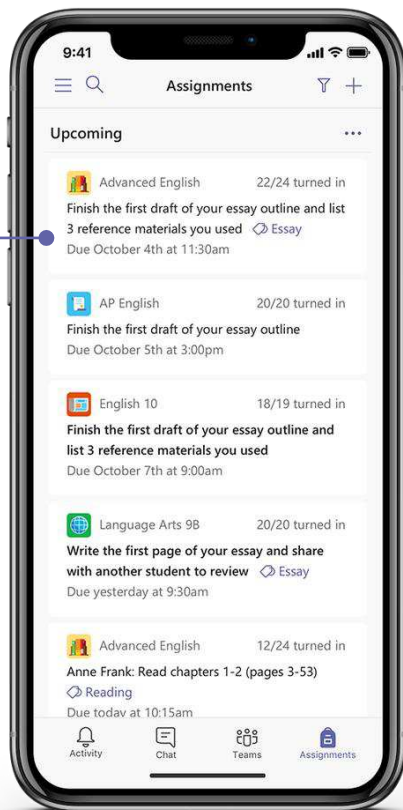 9:41
Assignments
Upcoming
Advanced English 22/24 turned in
Finish the first draft of your essay outline and list
3 reference materials you used Essay
Due October 4th at 11:30am
AP English 20/20 turned in
Finish the first draft of your essay outline
Due October 5th at 3:00pm
English 10 18/19 turned in
Finish the first draft of your essay outline and
list 3 reference materials you used
Due October 7th at 9:00am
Language Arts 9B 20/20 turned in
Write the first page of your essay and share
with another student to review Essay
Due yesterday at 9:30am
Advanced English 12/24 turned in
Anne Frank: Read chapters 1-2 (pages 3-53)
Reading
Due today at 10:15am
Activity Chat Teams Assignments